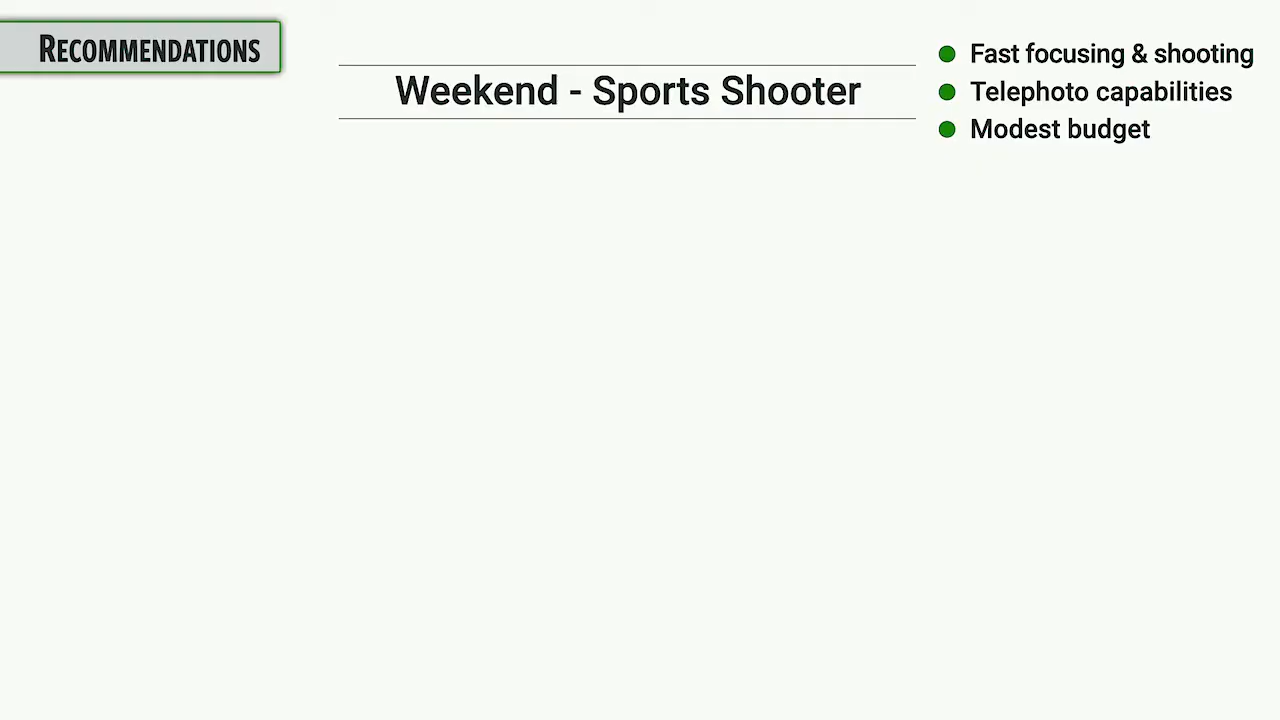 RECOMMENDATIONS
Weekend - Sports Shooter
Fast focusing & shooting
Telephoto capabilities
Modest budget